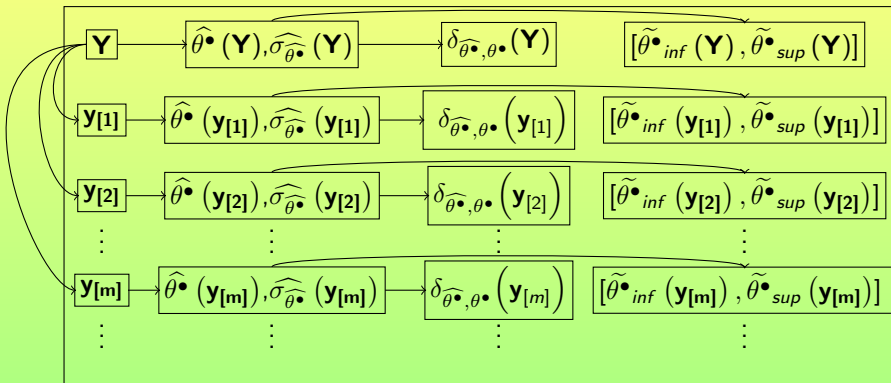 Y θ̂• (Y), σ̂_θ̂• (Y) δ_θ̂•,θ• (Y) [θ̃•_inf (Y) , θ̃•_sup (Y)]
y[1] θ̂• (y[1]), σ̂_θ̂• (y[1]) δ_θ̂•,θ• (y[1]) [θ̃•_inf (y[1]) , θ̃•_sup (y[1])]
y[2] θ̂• (y[2]), σ̂_θ̂• (y[2]) δ_θ̂•,θ• (y[2]) [θ̃•_inf (y[2]) , θ̃•_sup (y[2])]
⋮ ⋮ ⋮ ⋮
y[m] θ̂• (y[m]), σ̂_θ̂• (y[m]) δ_θ̂•,θ• (y[m]) [θ̃•_inf (y[m]) , θ̃•_sup (y[m])]
⋮ ⋮ ⋮ ⋮